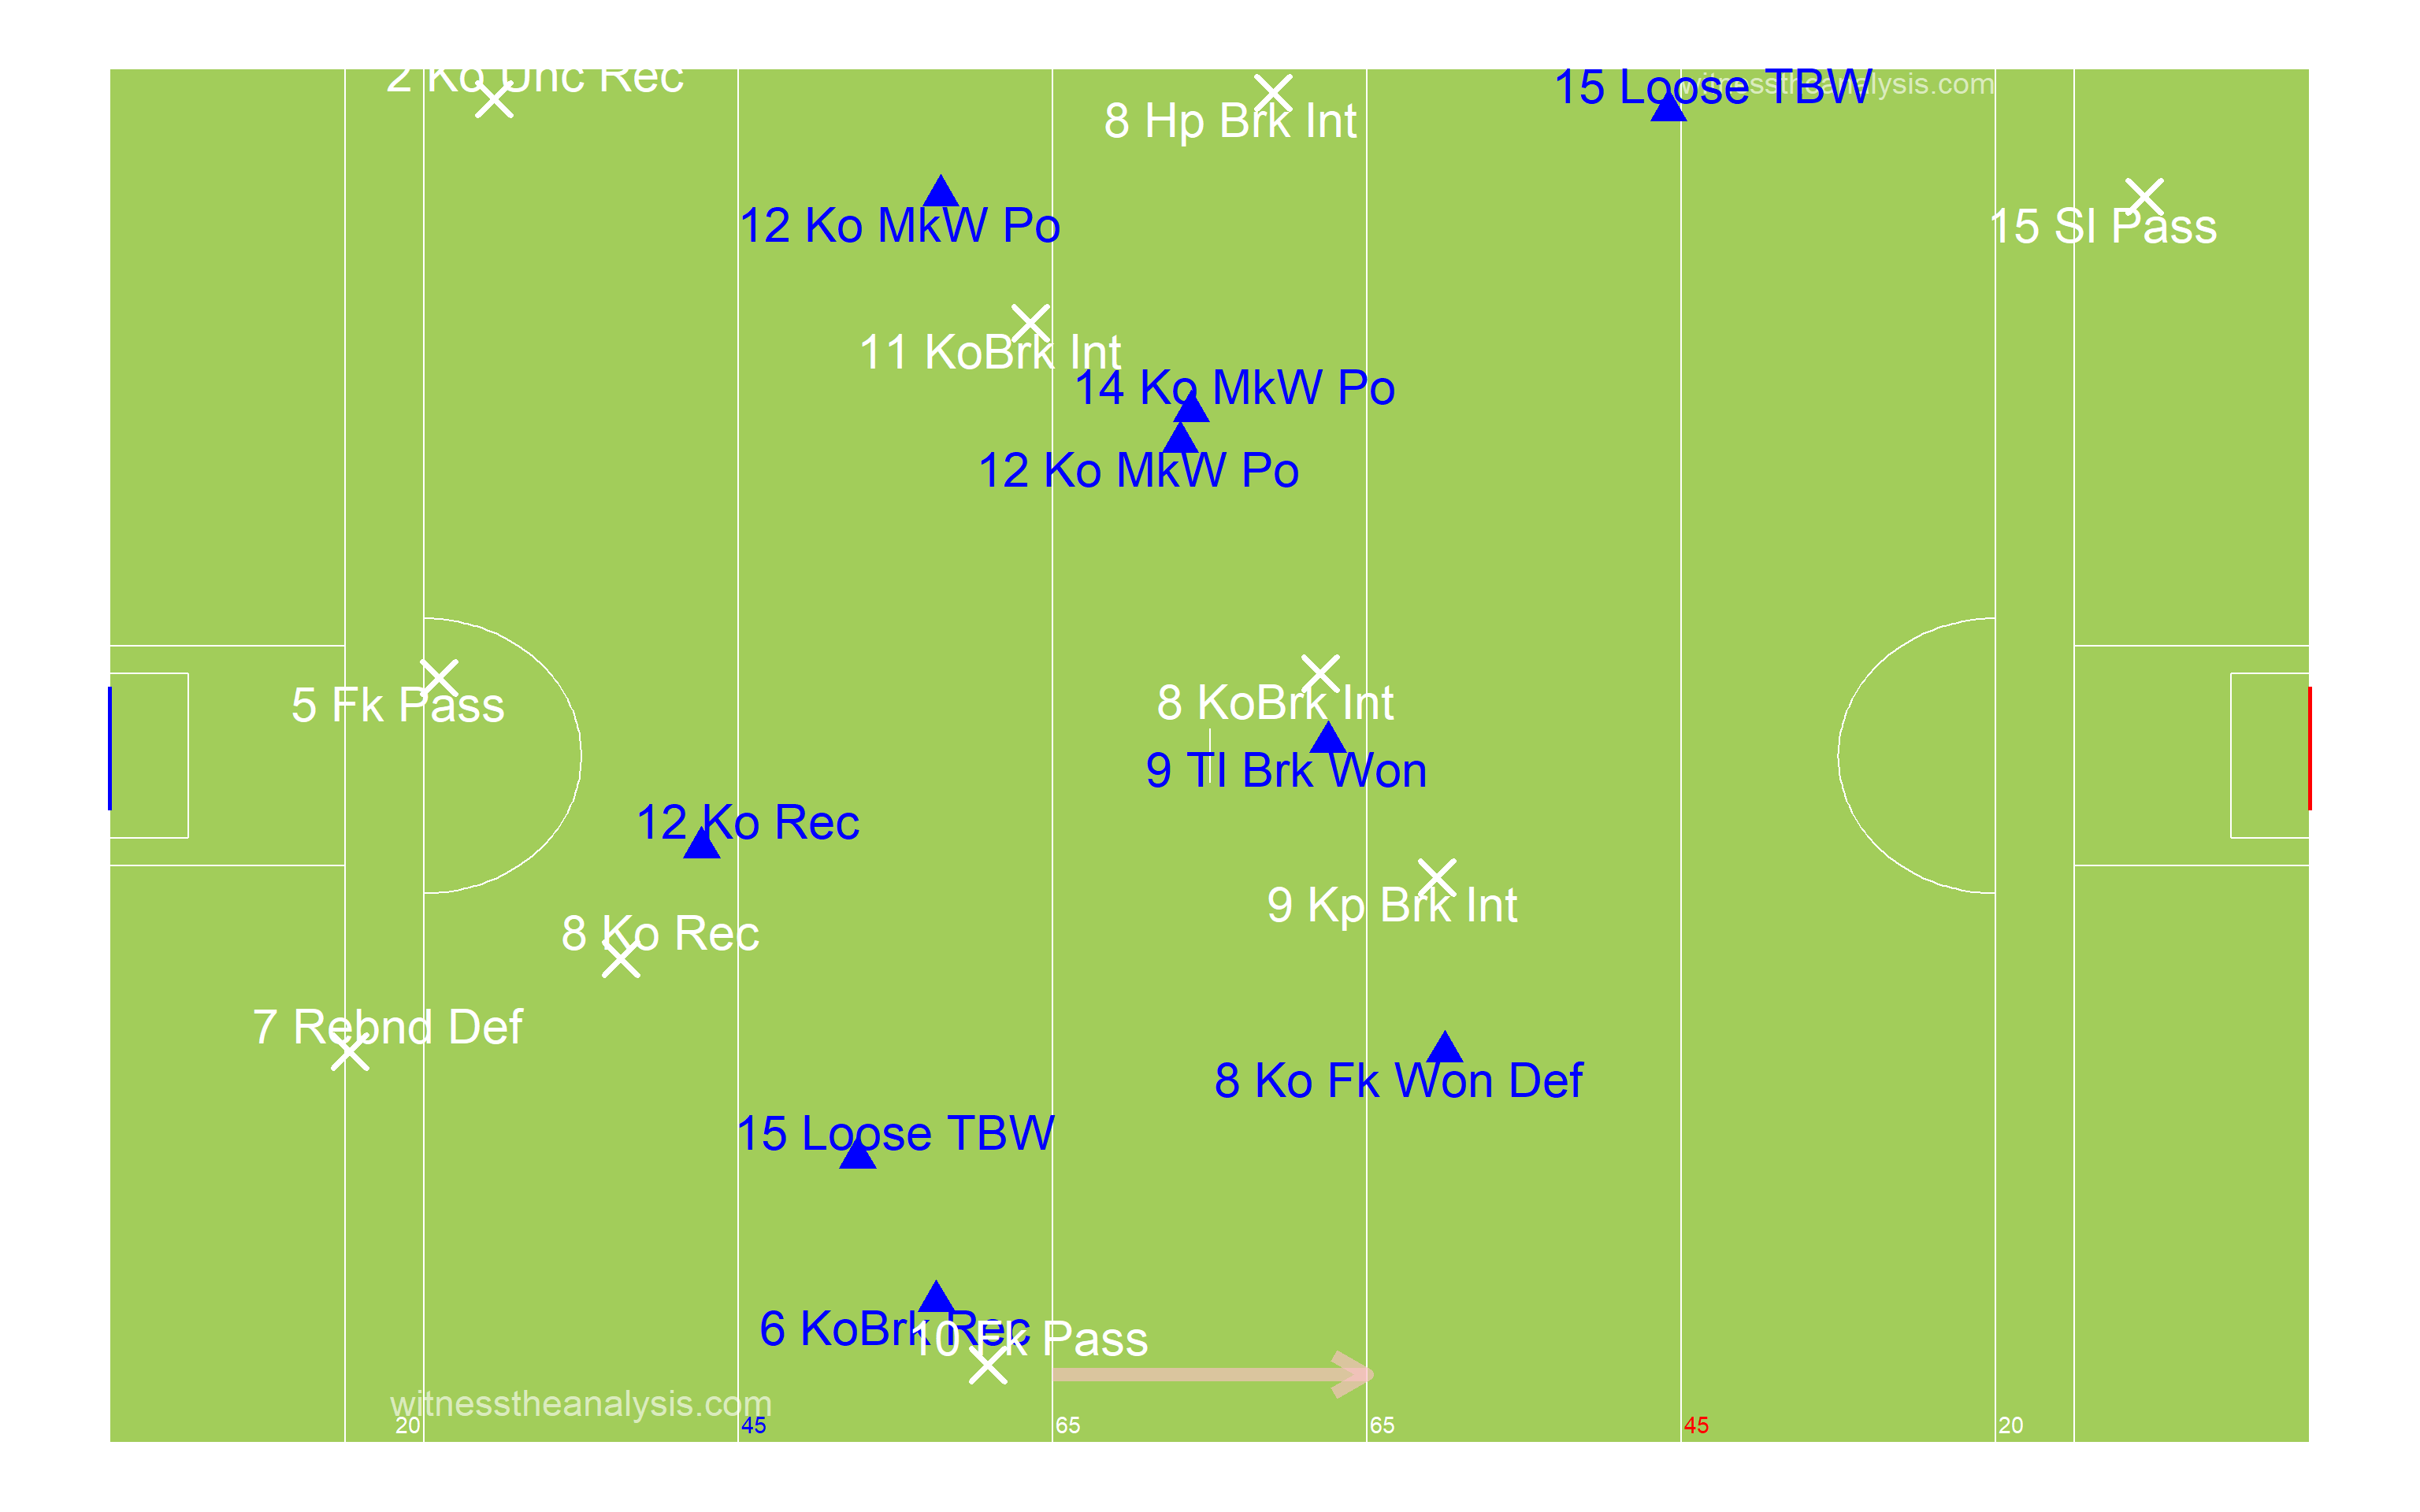 2 Ko Unc Rec
15 Loose TBW
witnesstheanalysis.com
8 Hp Brk Int
12 Ko MkW Po
15 Sl Pass
11 KoBrk Int
14 Ko MkW Po
12 Ko MkW Po
5 Fk Pass
8 KoBrk Int
9 Tl Brk Won
12 Ko Rec
9 Kp Brk Int
8 Ko Rec
7 Rebnd Def
8 Ko Fk Won Def
15 Loose TBW
6 KoBrk Rec
10 Fk Pass
witnesstheanalysis.com
20 45 65 65 45 20